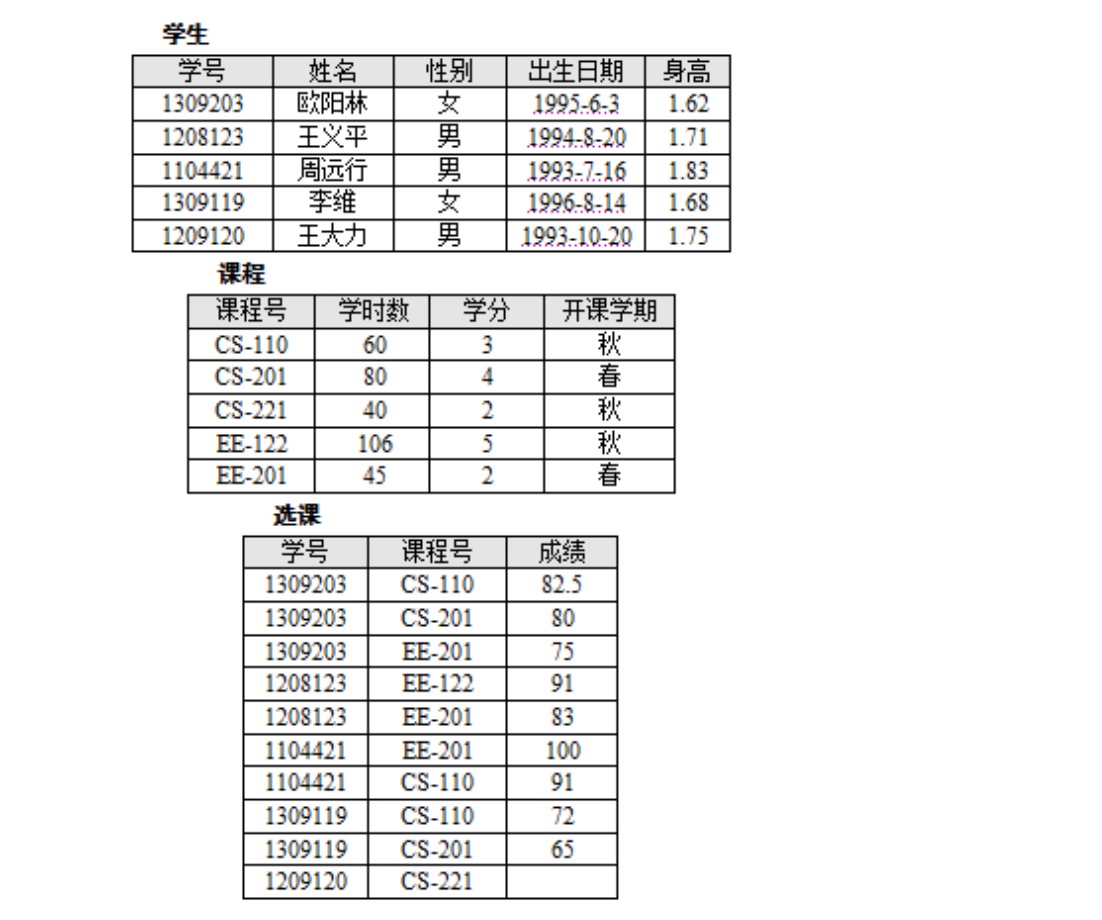 学生
学号 姓名 性别 出生日期 身高
1309203 欧阳林 女 1995-6-3 1.62
1208123 王义平 男 1994-8-20 1.71
1104421 周远行 男 1993-7-16 1.83
1309119 李维 女 1996-8-14 1.68
1209120 王大力 男 1993-10-20 1.75
课程
课程号 学时数 学分 开课学期
CS-110 60 3 秋
CS-201 80 4 春
CS-221 40 2 秋
EE-122 106 5 秋
EE-201 45 2 春
选课
学号 课程号 成绩
1309203 CS-110 82.5
1309203 CS-201 80
1309203 EE-201 75
1208123 EE-122 91
1208123 EE-201 83
1104421 EE-201 100
1104421 CS-110 91
1309119 CS-110 72
1309119 CS-201 65
1209120 CS-221